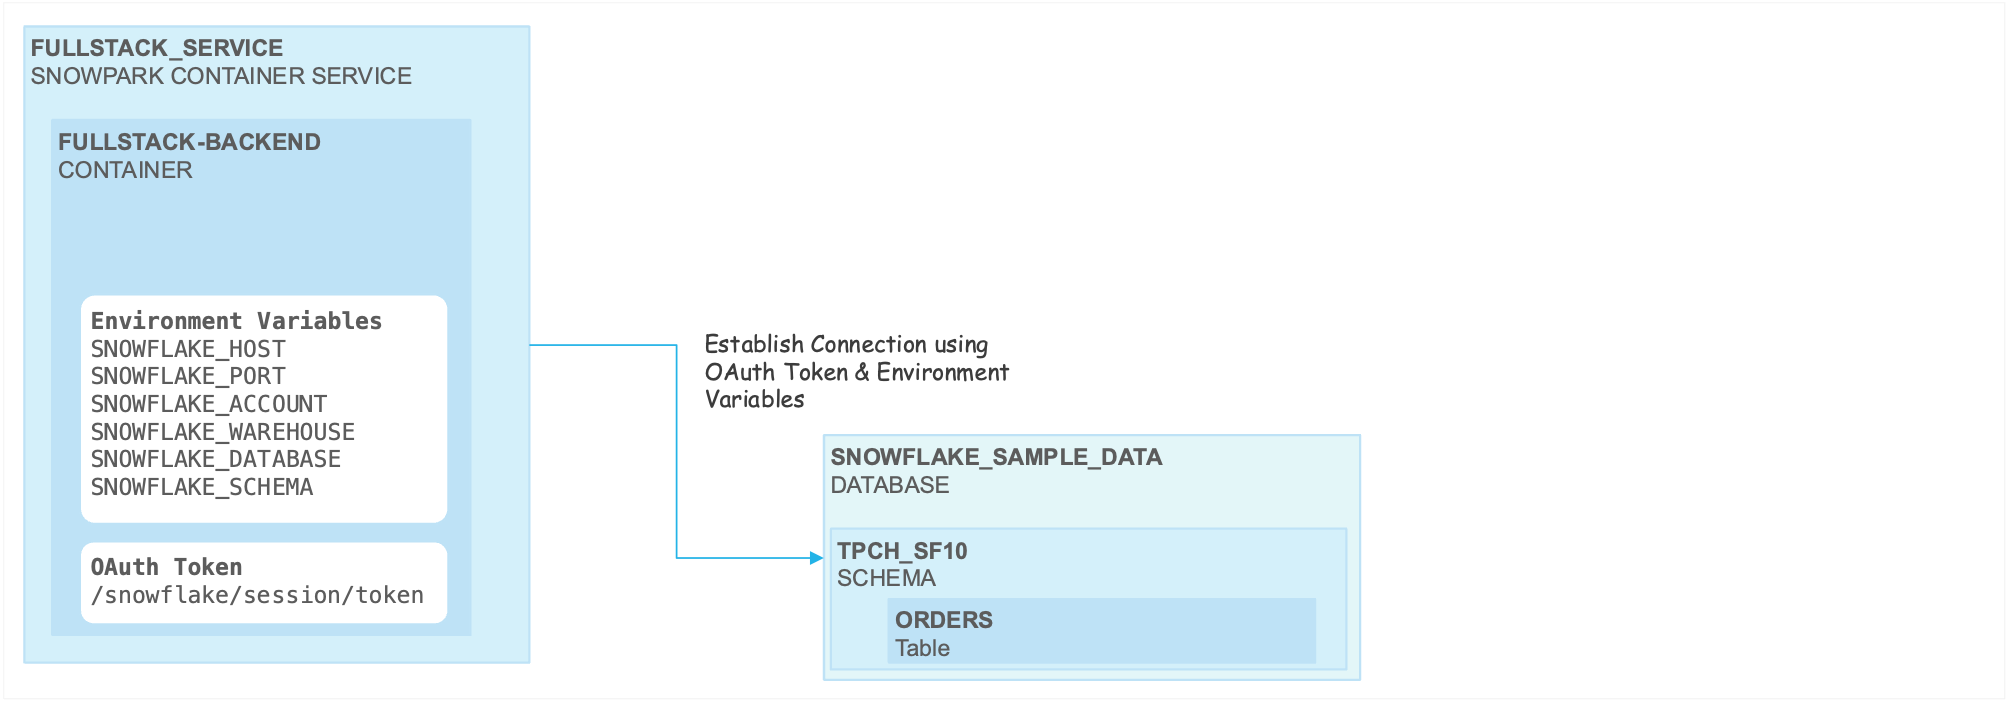 FULLSTACK_SERVICE
SNOWPARK CONTAINER SERVICE
FULLSTACK-BACKEND
CONTAINER
Environment Variables
SNOWFLAKE_HOST
SNOWFLAKE_PORT
SNOWFLAKE_ACCOUNT
SNOWFLAKE_WAREHOUSE
SNOWFLAKE_DATABASE
SNOWFLAKE_SCHEMA
OAuth Token
/snowflake/session/token
Establish Connection using
OAuth Token & Environment
Variables
SNOWFLAKE_SAMPLE_DATA
DATABASE
TPCH_SF10
SCHEMA
ORDERS
Table